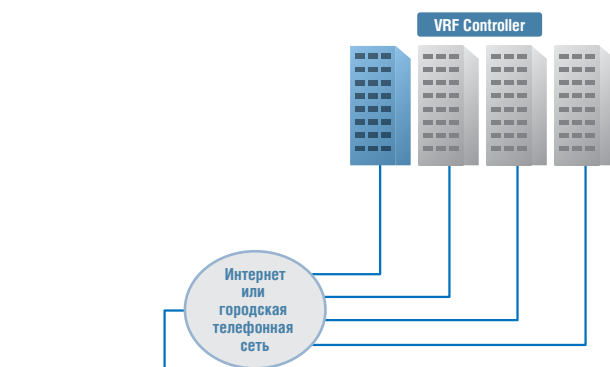 VRF Controller
Интернет
или
городская
телефонная
сеть